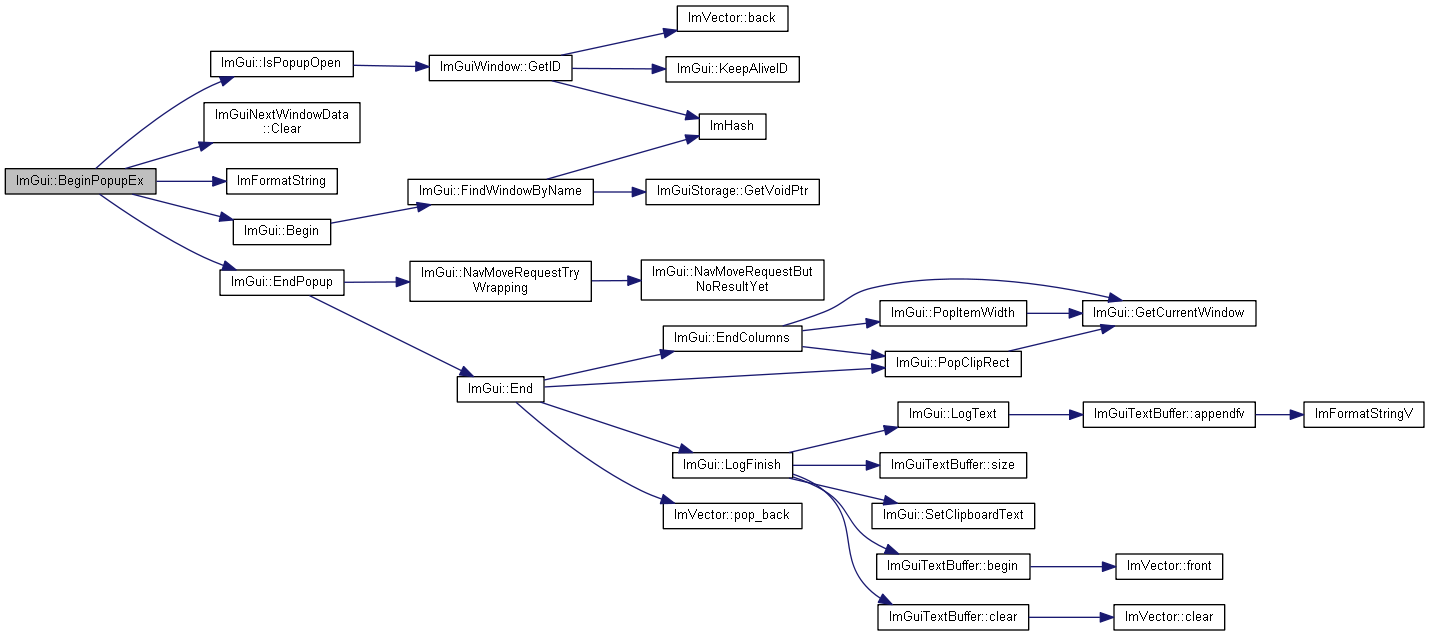 ImVector::back
ImGui::IsPopupOpen
ImGuiWindow::GetID
ImGui::KeepAliveID
ImGuiNextWindowData
::Clear
ImHash
ImGui::BeginPopupEx
ImFormatString
ImGui::FindWindowByName
ImGuiStorage::GetVoidPtr
ImGui::Begin
ImGui::EndPopup
ImGui::NavMoveRequestTry
Wrapping
ImGui::NavMoveRequestBut
NoResultYet
ImGui::EndColumns
ImGui::PopItemWidth
ImGui::GetCurrentWindow
ImGui::PopClipRect
ImGui::End
ImGui::LogText
ImGuiTextBuffer::appendfv
ImFormatStringV
ImGui::LogFinish
ImGuiTextBuffer::size
ImVector::pop_back
ImGui::SetClipboardText
ImGuiTextBuffer::begin
ImVector::front
ImGuiTextBuffer::clear
ImVector::clear